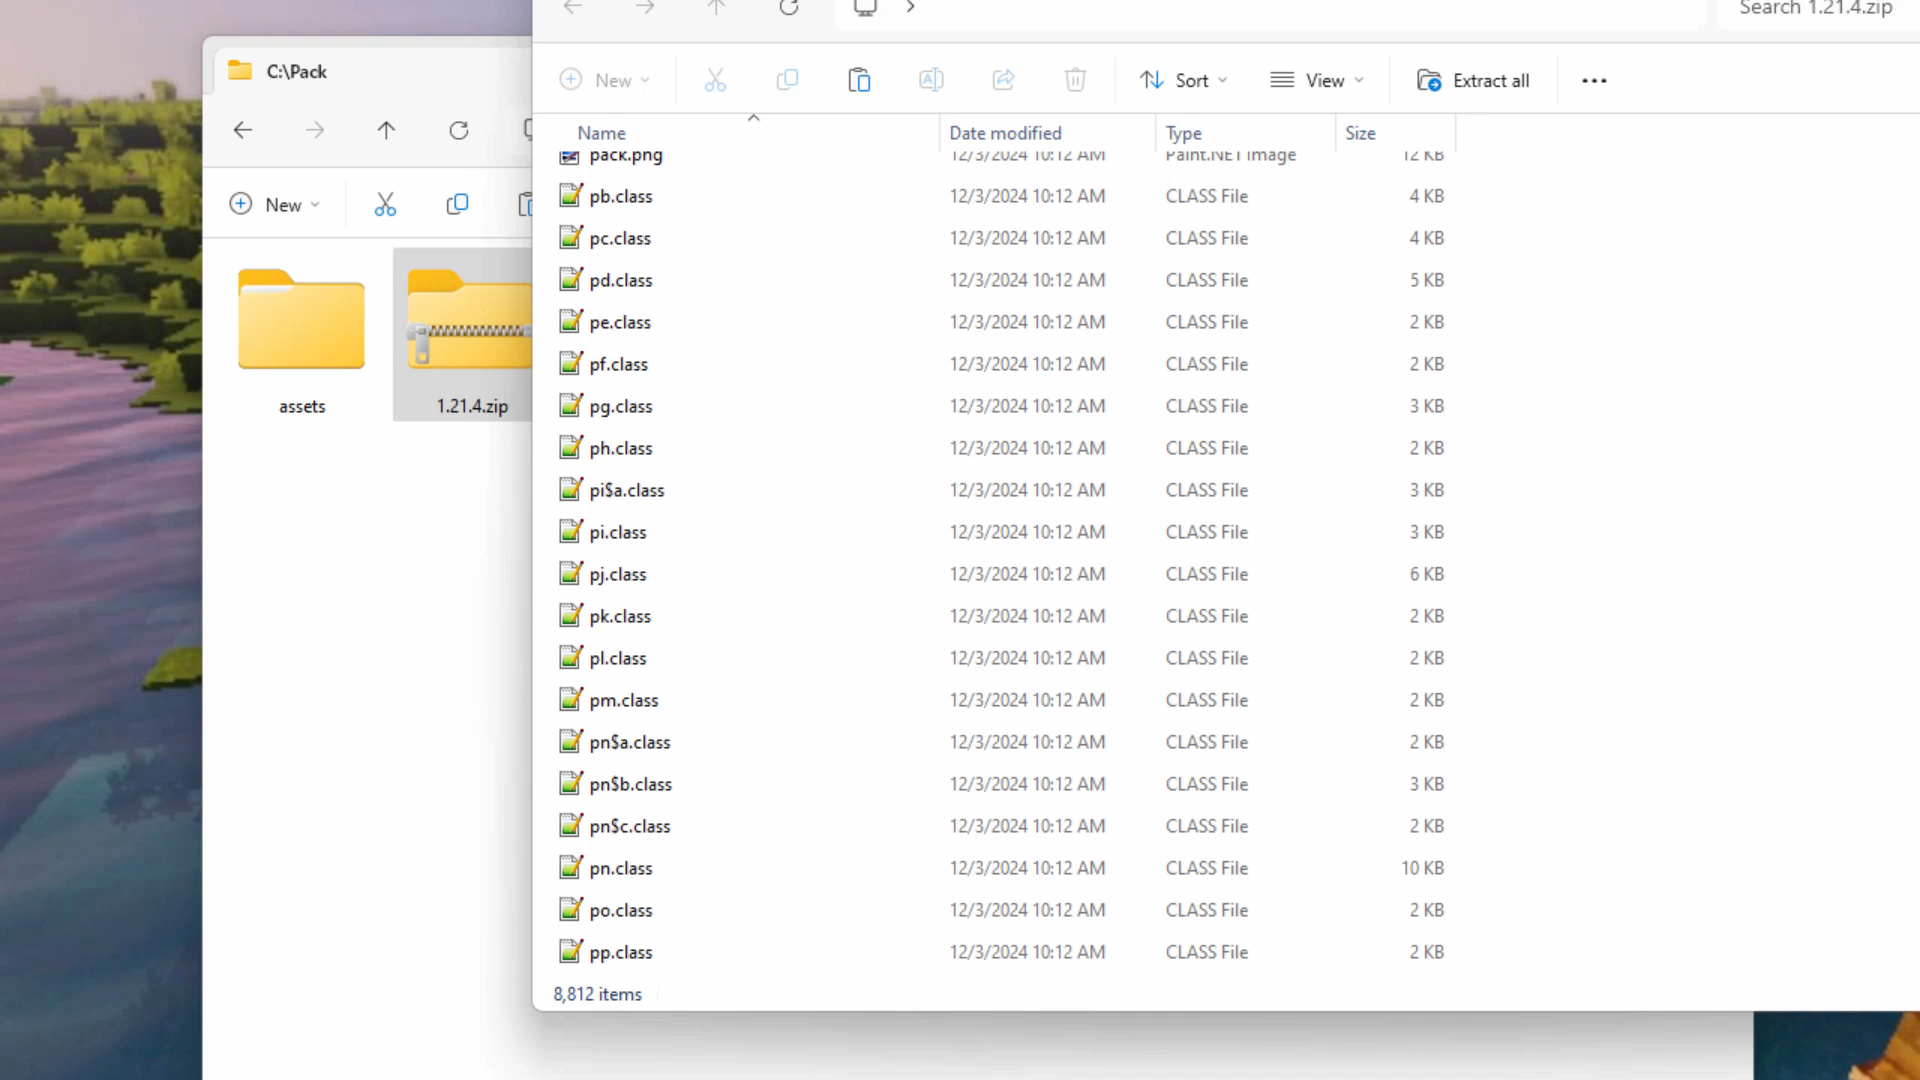 Search 1.21.4.zip
C:\Pack
New
New Sort View Extract all
Name Date modified Type Size
pack.png 12/3/2024 10:12 AM Paint.NET Image 12 KB
pb.class 12/3/2024 10:12 AM CLASS File 4 KB
pc.class 12/3/2024 10:12 AM CLASS File 4 KB
pd.class 12/3/2024 10:12 AM CLASS File 5 KB
pe.class 12/3/2024 10:12 AM CLASS File 2 KB
pf.class 12/3/2024 10:12 AM CLASS File 2 KB
pg.class 12/3/2024 10:12 AM CLASS File 3 KB
ph.class 12/3/2024 10:12 AM CLASS File 2 KB
pi$a.class 12/3/2024 10:12 AM CLASS File 3 KB
pi.class 12/3/2024 10:12 AM CLASS File 3 KB
pj.class 12/3/2024 10:12 AM CLASS File 6 KB
pk.class 12/3/2024 10:12 AM CLASS File 2 KB
pl.class 12/3/2024 10:12 AM CLASS File 2 KB
pm.class 12/3/2024 10:12 AM CLASS File 2 KB
pn$a.class 12/3/2024 10:12 AM CLASS File 2 KB
pn$b.class 12/3/2024 10:12 AM CLASS File 3 KB
pn$c.class 12/3/2024 10:12 AM CLASS File 2 KB
pn.class 12/3/2024 10:12 AM CLASS File 10 KB
po.class 12/3/2024 10:12 AM CLASS File 2 KB
pp.class 12/3/2024 10:12 AM CLASS File 2 KB
8,812 items
assets
1.21.4.zip